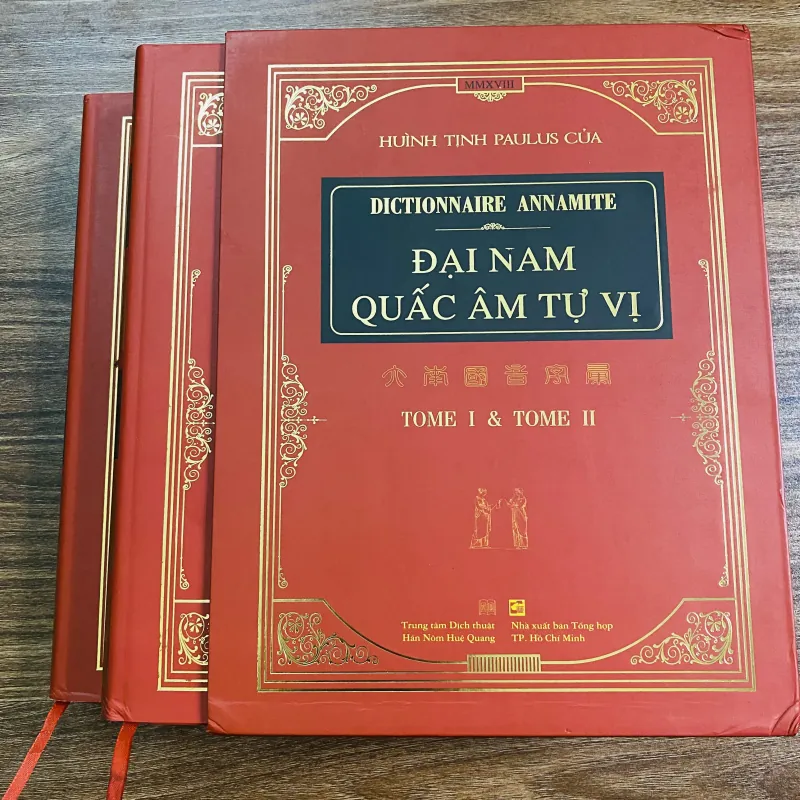 MMXVIII
HUÌNH TỊNH PAULUS CỦA
DICTIONNAIRE ANNAMITE
ĐẠI NAM
QUẤC ÂM TỰ VỊ
大南國音字彙
TOME I & TOME II
Trung tâm Dịch thuật
Hán Nôm Huệ Quang
Nhà xuất bản Tổng hợp
TP. Hồ Chí Minh